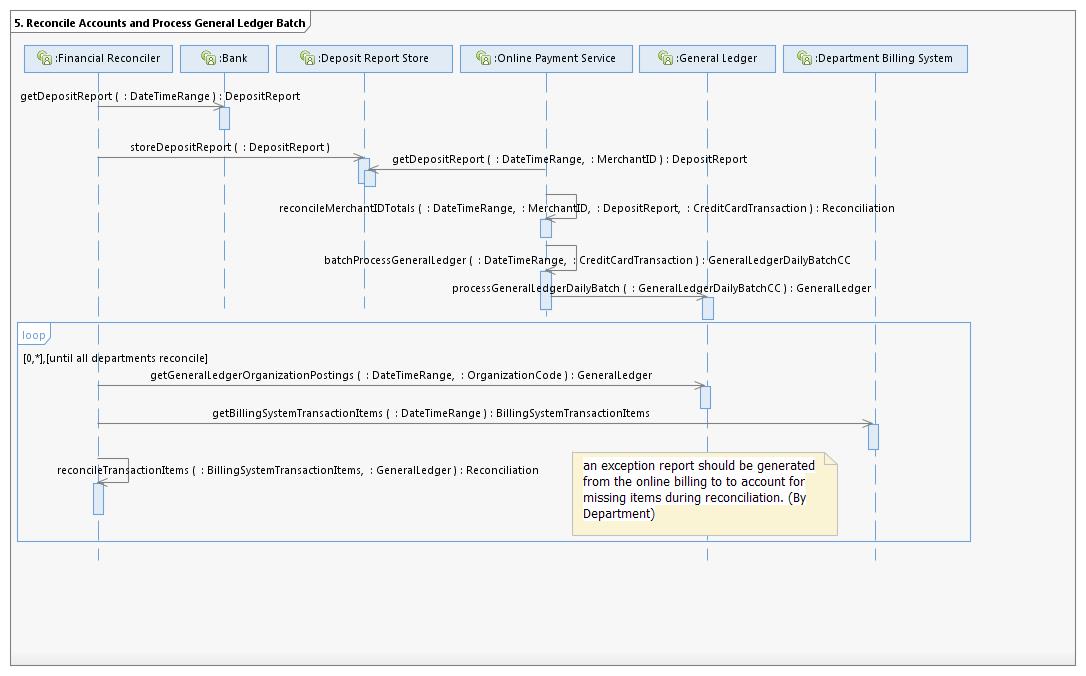 5. Reconcile Accounts and Process General Ledger Batch
:Financial Reconciler
:Bank
:Deposit Report Store
:Online Payment Service
:General Ledger
:Department Billing System
getDepositReport ( : DateTimeRange ) : DepositReport
storeDepositReport ( : DepositReport )
getDepositReport ( : DateTimeRange, : MerchantID ) : DepositReport
reconcileMerchantIDTotals ( : DateTimeRange, : MerchantID, : DepositReport, : CreditCardTransaction ) : Reconciliation
batchProcessGeneralLedger ( : DateTimeRange, : CreditCardTransaction ) : GeneralLedgerDailyBatchCC
processGeneralLedgerDailyBatch ( : GeneralLedgerDailyBatchCC ) : GeneralLedger
loop
[0,*],[until all departments reconcile]
getGeneralLedgerOrganizationPostings ( : DateTimeRange, : OrganizationCode ) : GeneralLedger
getBillingSystemTransactionItems ( : DateTimeRange ) : BillingSystemTransactionItems
reconcileTransactionItems ( : BillingSystemTransactionItems, : GeneralLedger ) : Reconciliation
an exception report should be generated
from the online billing to to account for
missing items during reconciliation. (By
Department)